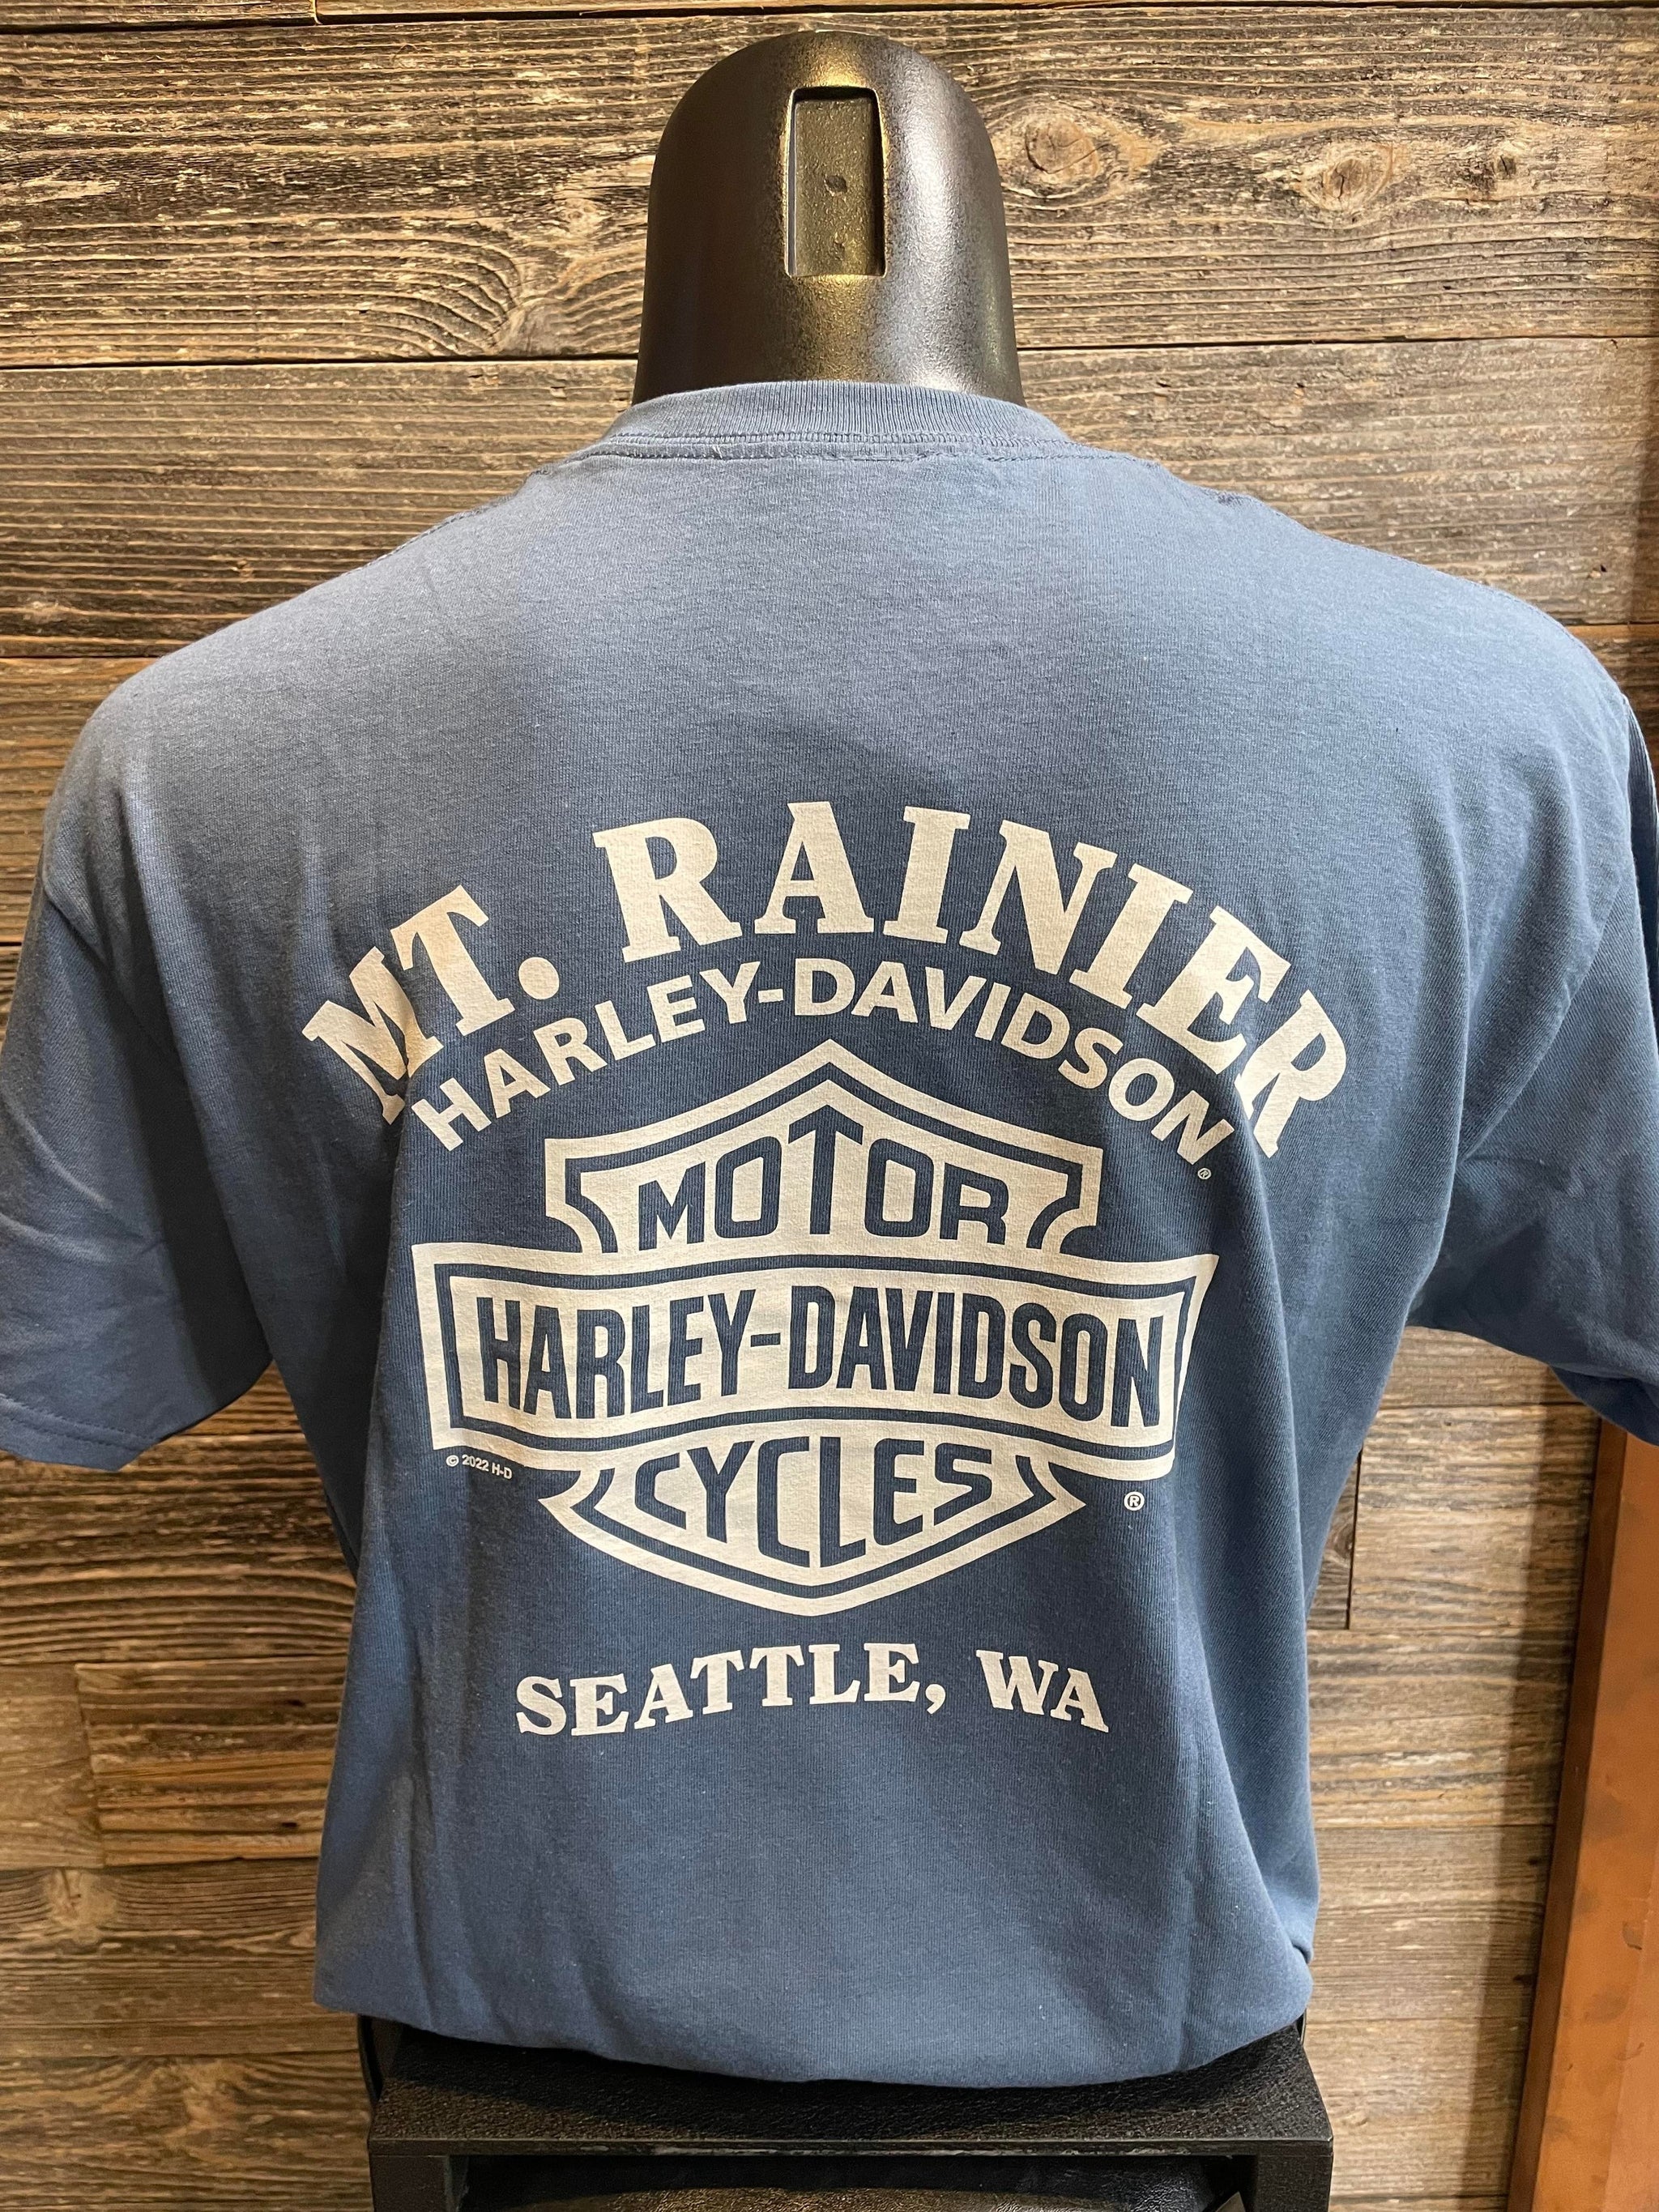 MT. RAINIER
HARLEY-DAVIDSON®
MOTOR
HARLEY-DAVIDSON
CYCLES
© 2022 H-D
®
SEATTLE, WA